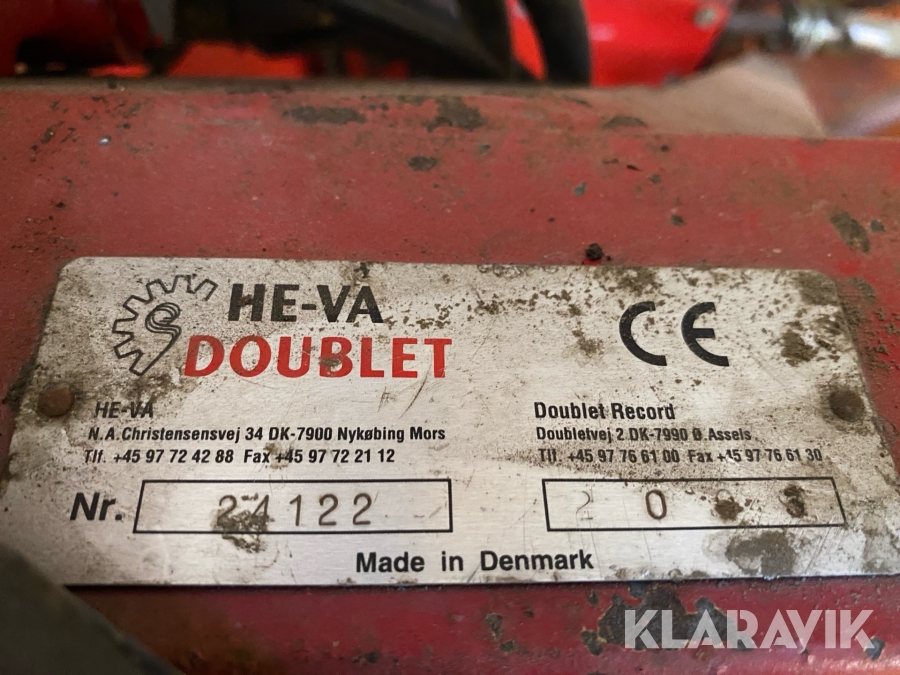 HE-VA
DOUBLET
CE
HE-VA
N.A.Christensensvej 34 DK-7900 Nykøbing Mors
Tlf. +45 97 72 42 88 Fax +45 97 72 21 12
Doublet Record
Doubletvej 2 DK-7990 Ø.Assels
Tlf. +45 97 76 61 00 Fax +45 97 76 61 30
Nr. 24122
Made in Denmark
KLARAVIK